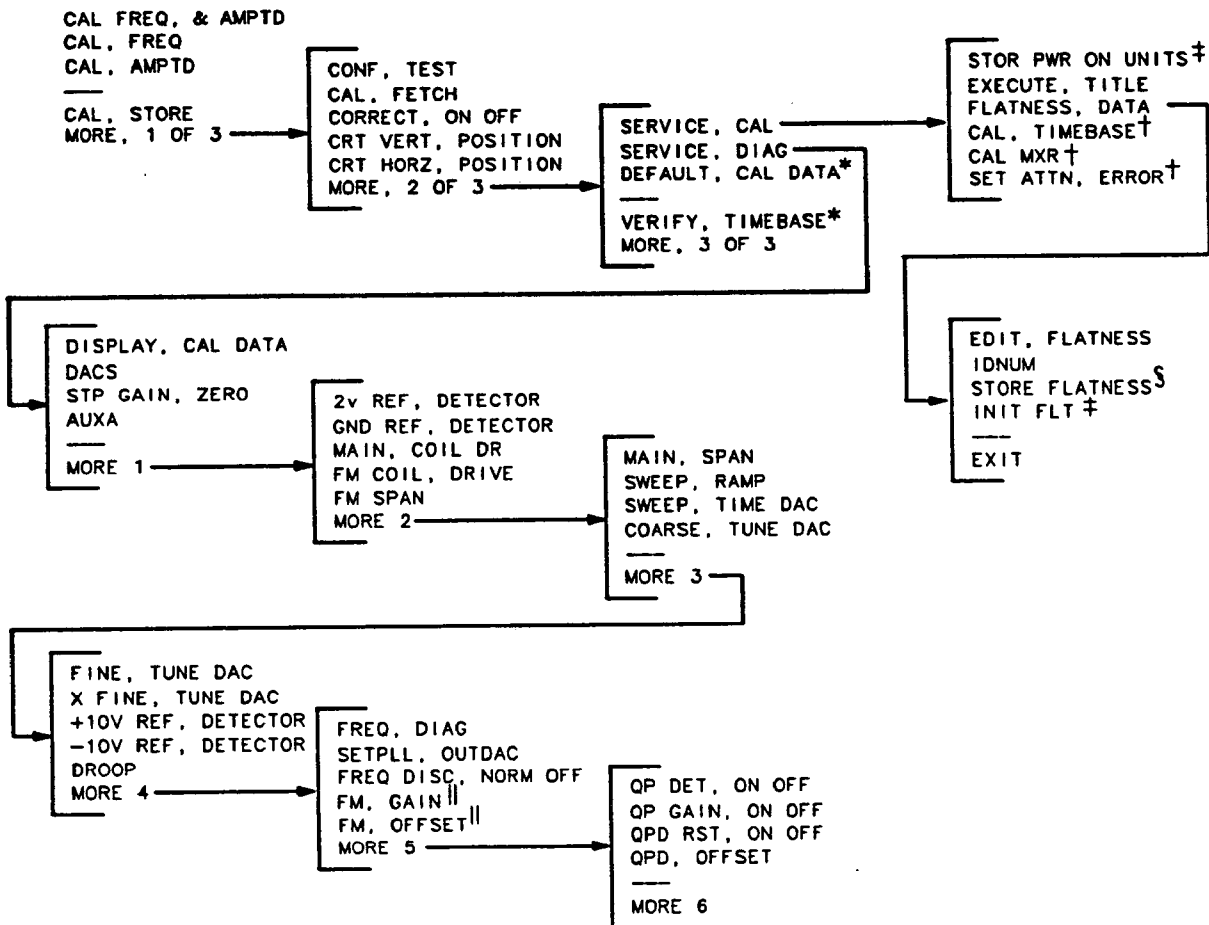 CAL FREQ, & AMPTD
CAL, FREQ
CAL, AMPTD
CAL, STORE
MORE, 1 OF 3
CONF, TEST
CAL, FETCH
CORRECT, ON OFF
CRT VERT, POSITION
CRT HORZ, POSITION
MORE, 2 OF 3
SERVICE, CAL
SERVICE, DIAG
DEFAULT, CAL DATA*
VERIFY, TIMEBASE*
MORE, 3 OF 3
STOR PWR ON UNITS‡
EXECUTE, TITLE
FLATNESS, DATA
CAL, TIMEBASE†
CAL MXR†
SET ATTN, ERROR†
EDIT, FLATNESS
IDNUM
STORE FLATNESS§
INIT FLT ‡
EXIT
DISPLAY, CAL DATA
DACS
STP GAIN, ZERO
AUXA
MORE 1
2v REF, DETECTOR
GND REF, DETECTOR
MAIN, COIL DR
FM COIL, DRIVE
FM SPAN
MORE 2
MAIN, SPAN
SWEEP, RAMP
SWEEP, TIME DAC
COARSE, TUNE DAC
MORE 3
FINE, TUNE DAC
X FINE, TUNE DAC
+10V REF, DETECTOR
-10V REF, DETECTOR
DROOP
MORE 4
FREQ, DIAG
SETPLL, OUTDAC
FREQ DISC, NORM OFF
FM, GAIN||
FM, OFFSET||
MORE 5
QP DET, ON OFF
QP GAIN, ON OFF
QPD RST, ON OFF
QPD, OFFSET
MORE 6